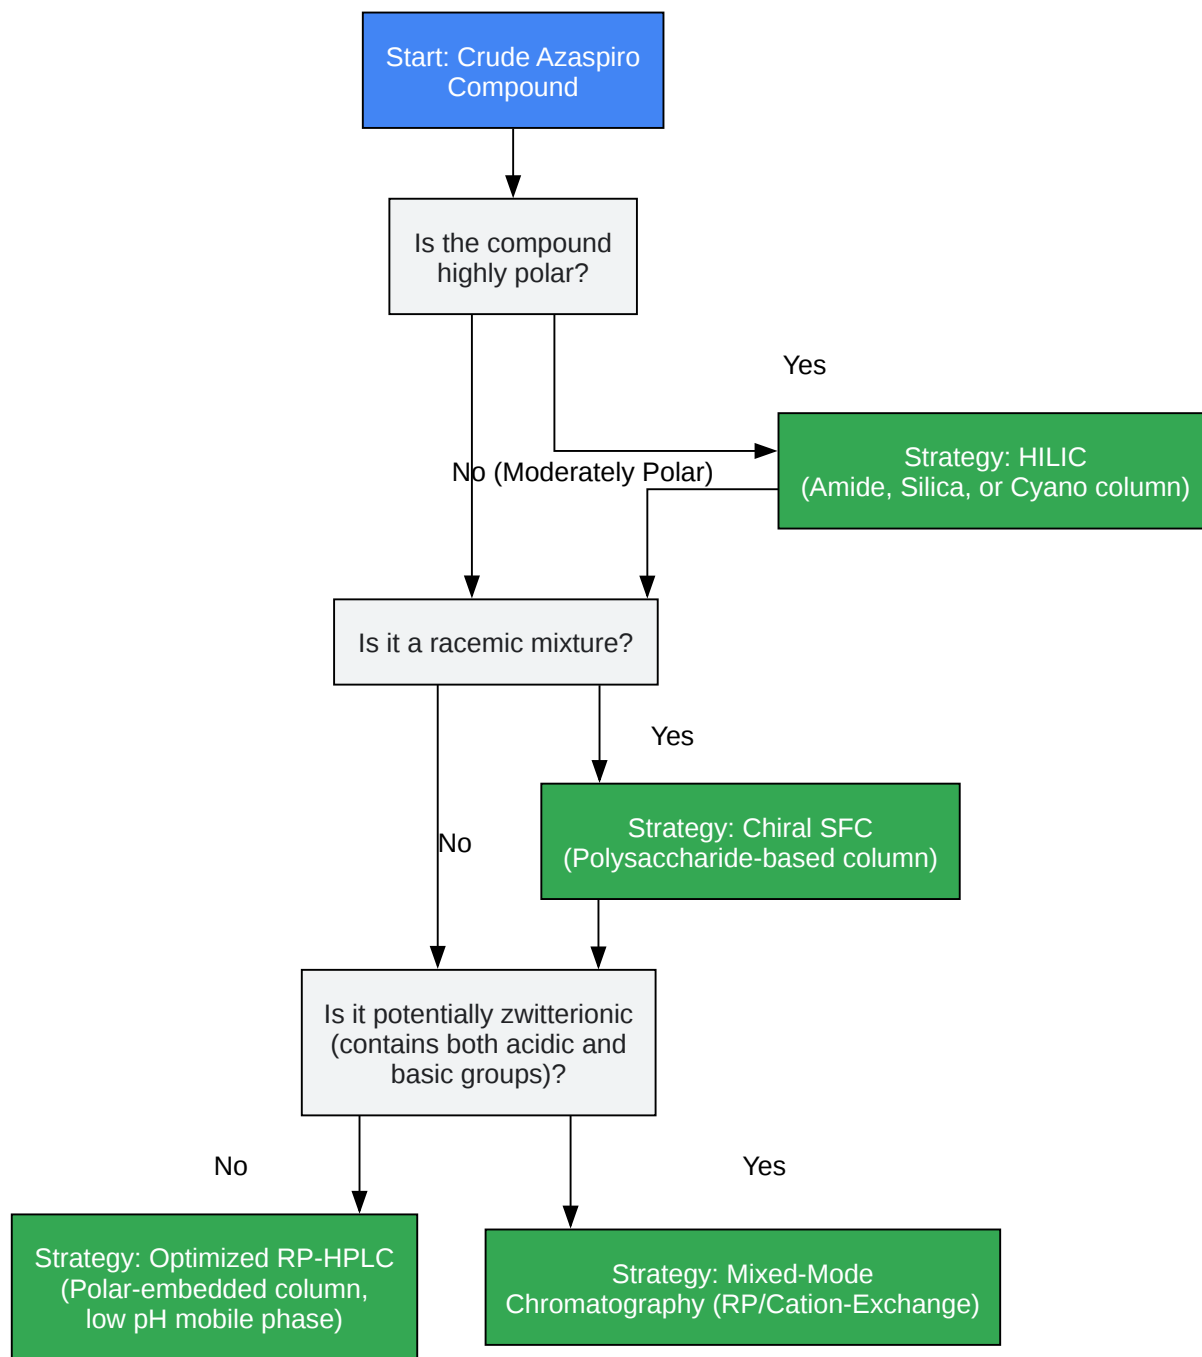 Start: Crude Azaspiro
Compound
Is the compound
highly polar?
Yes
Strategy: HILIC
(Amide, Silica, or Cyano column)
No (Moderately Polar)
Is it a racemic mixture?
Yes
Strategy: Chiral SFC
(Polysaccharide-based column)
No
Is it potentially zwitterionic
(contains both acidic and
basic groups)?
No
Yes
Strategy: Optimized RP-HPLC
(Polar-embedded column,
low pH mobile phase)
Strategy: Mixed-Mode
Chromatography (RP/Cation-Exchange)